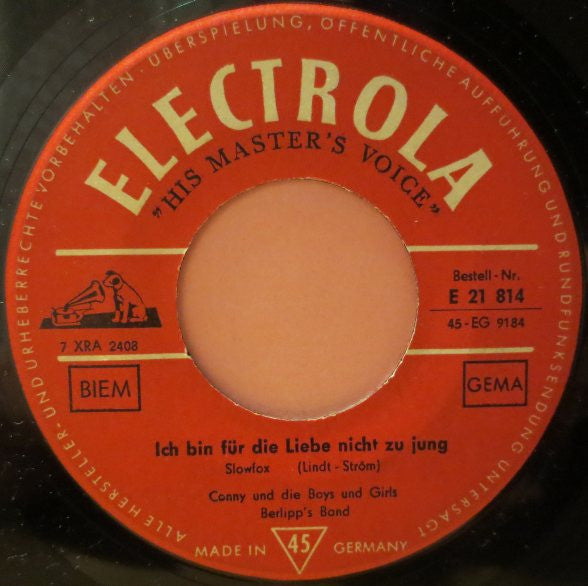 ALLE HERSTELLER- UND URHEBERRECHTE VORBEHALTEN · ÜBERSPIELUNG, ÖFFENTLICHE AUFFÜHRUNG UND RUNDFUNKSENDUNG UNTERSAGT
ELECTROLA
„HIS MASTER'S VOICE"
Bestell-Nr.
E 21 814
45-EG 9184
7 XRA 2408
BIEM
GEMA
Ich bin für die Liebe nicht zu jung
Slowfox (Lindt - Ström)
Conny und die Boys und Girls
Berlipp's Band
MADE IN 45 GERMANY